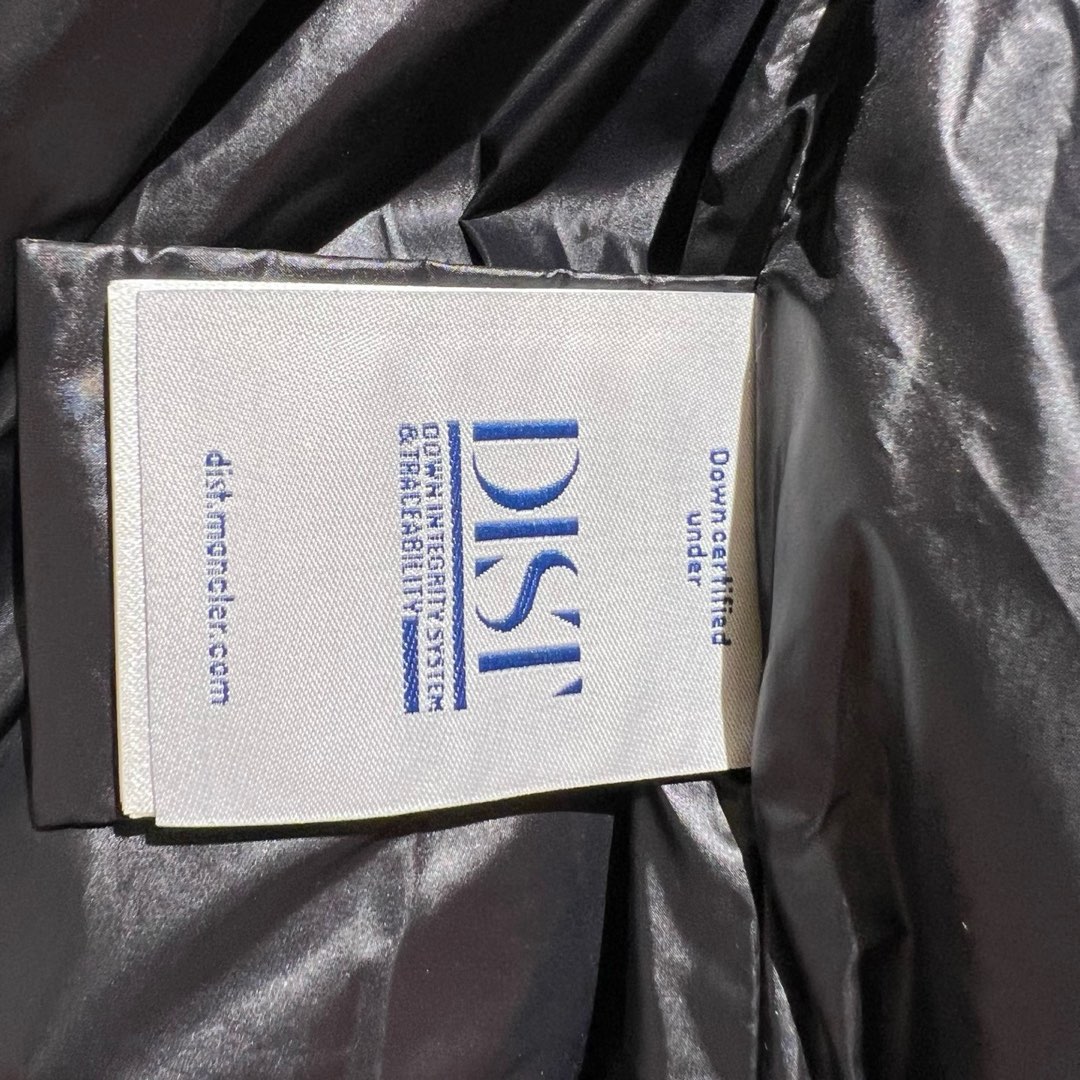 Down certified
under
DIST
DOWN INTEGRITY SYSTEM
& TRACEABILITY
dist.moncler.com